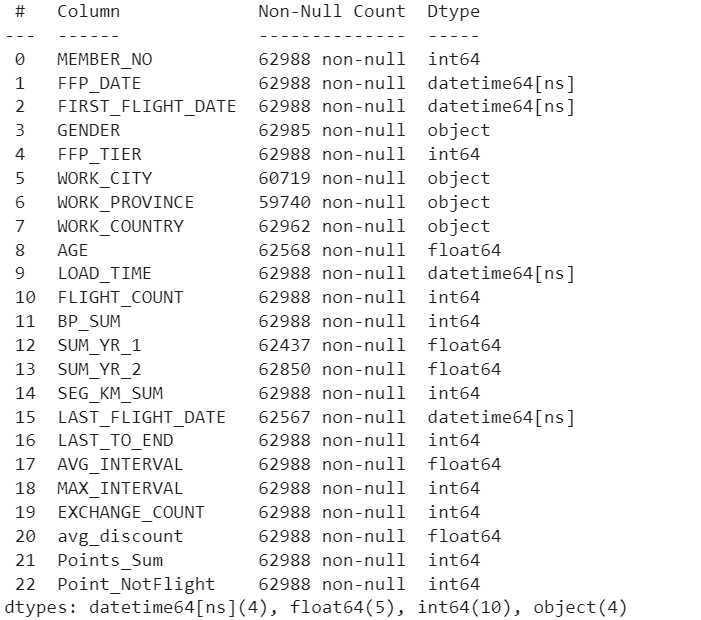 #   Column             Non-Null Count  Dtype
---  ------             --------------  -----
0   MEMBER_NO          62988 non-null  int64
1   FFP_DATE           62988 non-null  datetime64[ns]
2   FIRST_FLIGHT_DATE  62988 non-null  datetime64[ns]
3   GENDER             62985 non-null  object
4   FFP_TIER           62988 non-null  int64
5   WORK_CITY          60719 non-null  object
6   WORK_PROVINCE      59740 non-null  object
7   WORK_COUNTRY       62962 non-null  object
8   AGE                62568 non-null  float64
9   LOAD_TIME          62988 non-null  datetime64[ns]
10  FLIGHT_COUNT       62988 non-null  int64
11  BP_SUM             62988 non-null  int64
12  SUM_YR_1           62437 non-null  float64
13  SUM_YR_2           62850 non-null  float64
14  SEG_KM_SUM         62988 non-null  int64
15  LAST_FLIGHT_DATE   62567 non-null  datetime64[ns]
16  LAST_TO_END        62988 non-null  int64
17  AVG_INTERVAL       62988 non-null  float64
18  MAX_INTERVAL       62988 non-null  int64
19  EXCHANGE_COUNT     62988 non-null  int64
20  avg_discount       62988 non-null  float64
21  Points_Sum         62988 non-null  int64
22  Point_NotFlight    62988 non-null  int64
dtypes: datetime64[ns](4), float64(5), int64(10), object(4)